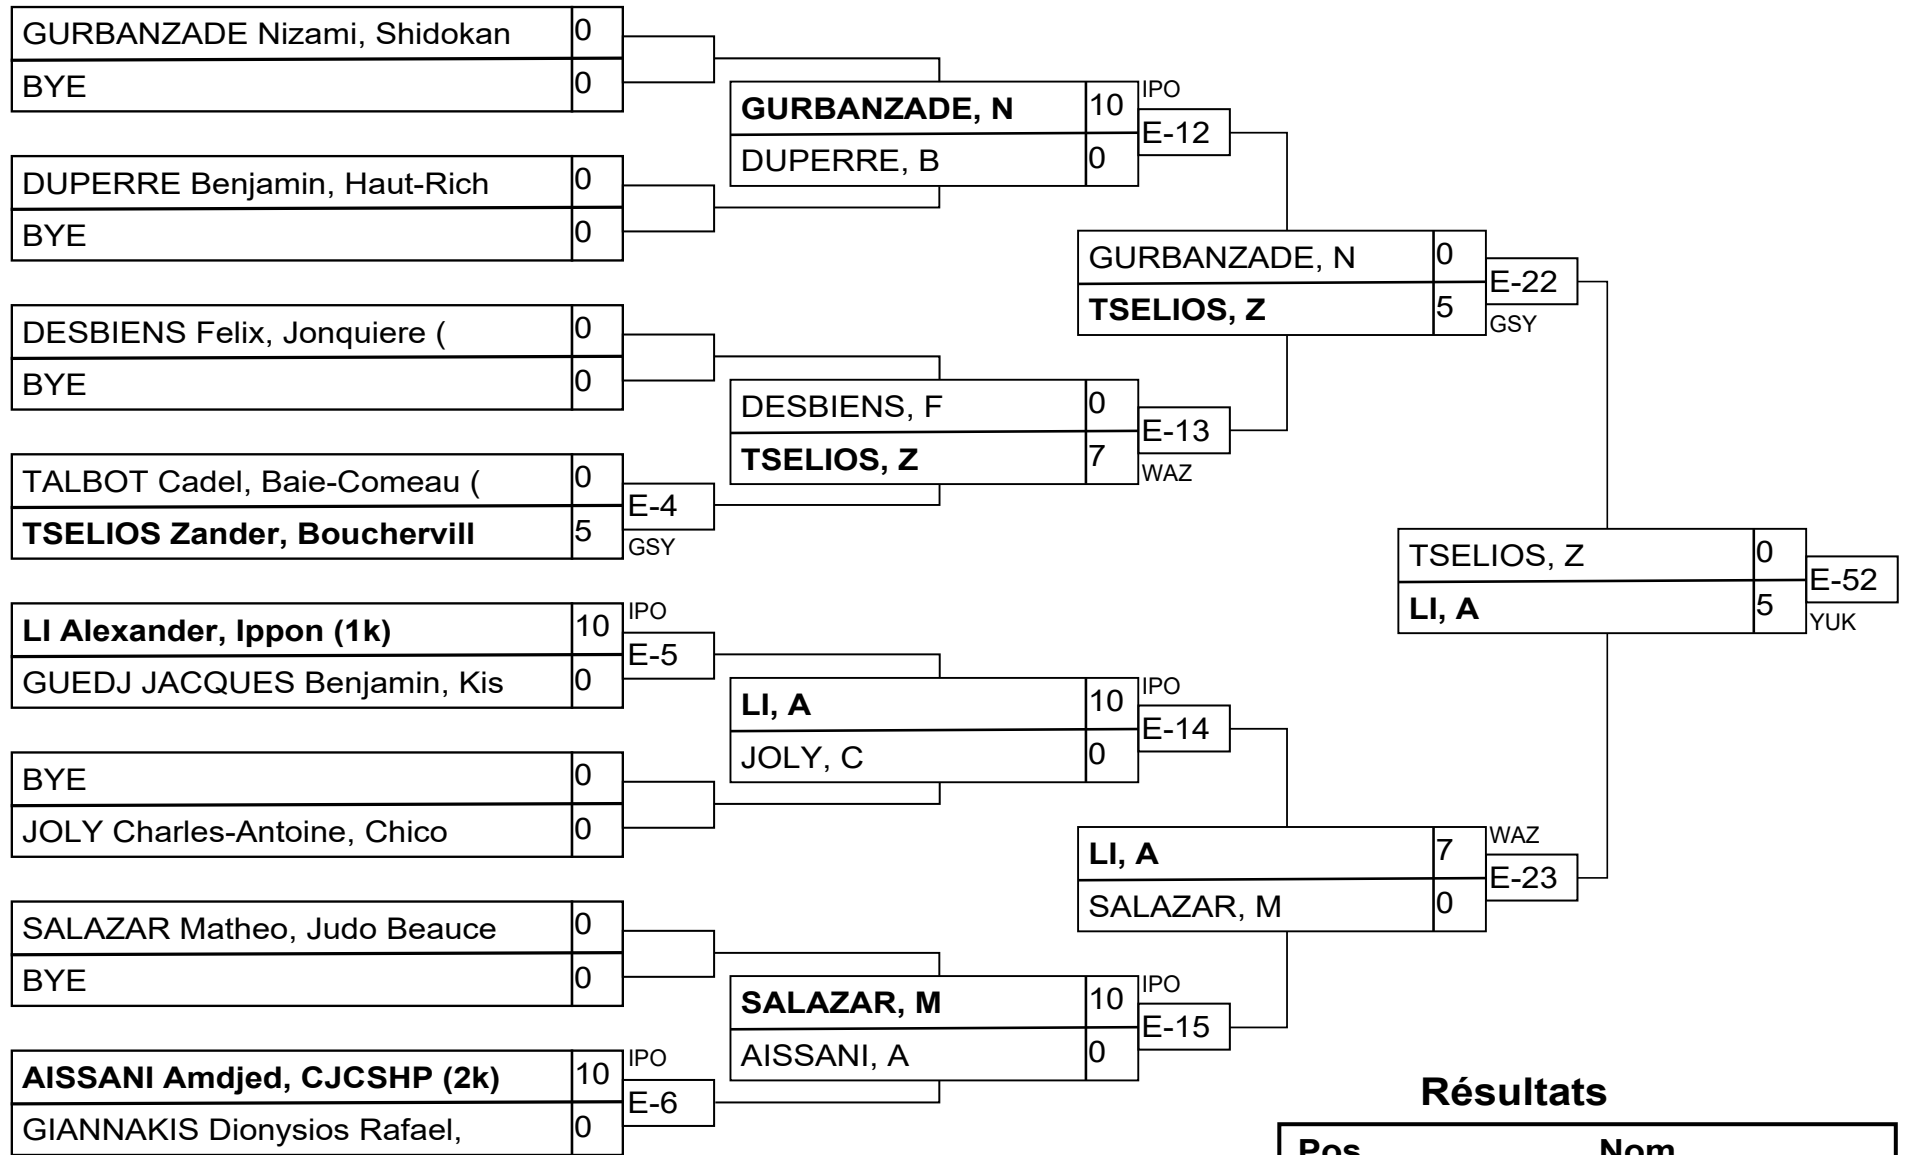 GURBANZADE Nizami, Shidokan 0
BYE 0
DUPERRE Benjamin, Haut-Rich 0
BYE 0
DESBIENS Felix, Jonquiere ( 0
BYE 0
TALBOT Cadel, Baie-Comeau ( 0
E-4
TSELIOS Zander, Bouchervill 5
GSY
LI Alexander, Ippon (1k) 10
IPO
E-5
GUEDJ JACQUES Benjamin, Kis 0
BYE 0
JOLY Charles-Antoine, Chico 0
SALAZAR Matheo, Judo Beauce 0
BYE 0
AISSANI Amdjed, CJCSHP (2k) 10
IPO
E-6
GIANNAKIS Dionysios Rafael, 0
GURBANZADE, N 10
IPO
E-12
DUPERRE, B 0
DESBIENS, F 0
E-13
TSELIOS, Z 7
WAZ
LI, A 10
IPO
E-14
JOLY, C 0
SALAZAR, M 10
IPO
E-15
AISSANI, A 0
GURBANZADE, N 0
E-22
TSELIOS, Z 5
GSY
LI, A 7
WAZ
E-23
SALAZAR, M 0
TSELIOS, Z 0
E-52
LI, A 5
YUK
Résultats
Pos Nom